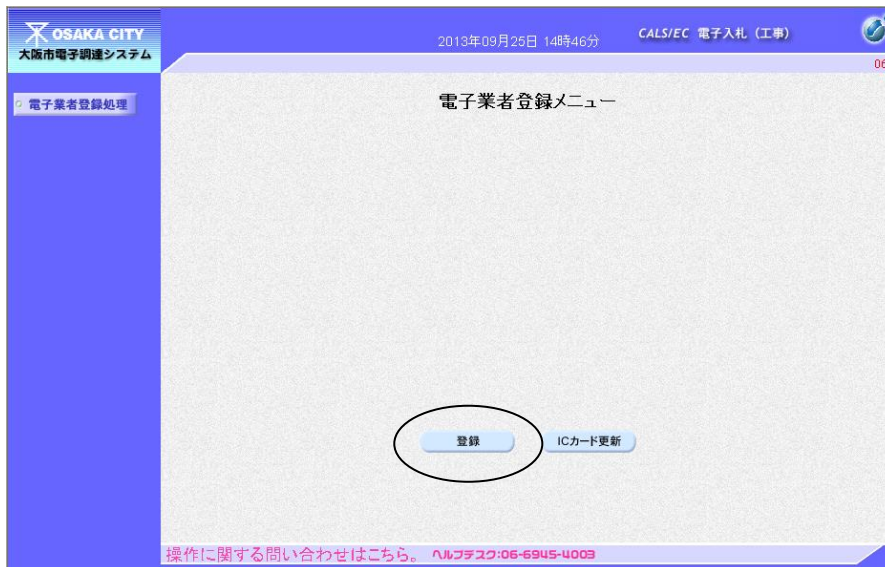 OSAKA CITY
大阪市電子調達システム
2013年09月25日 14時46分
CALS/EC 電子入札（工事）
06
電子業者登録処理
電子業者登録メニュー
登録
ICカード更新
操作に関する問い合わせはこちら。 ヘルプデスク:06-6945-4003